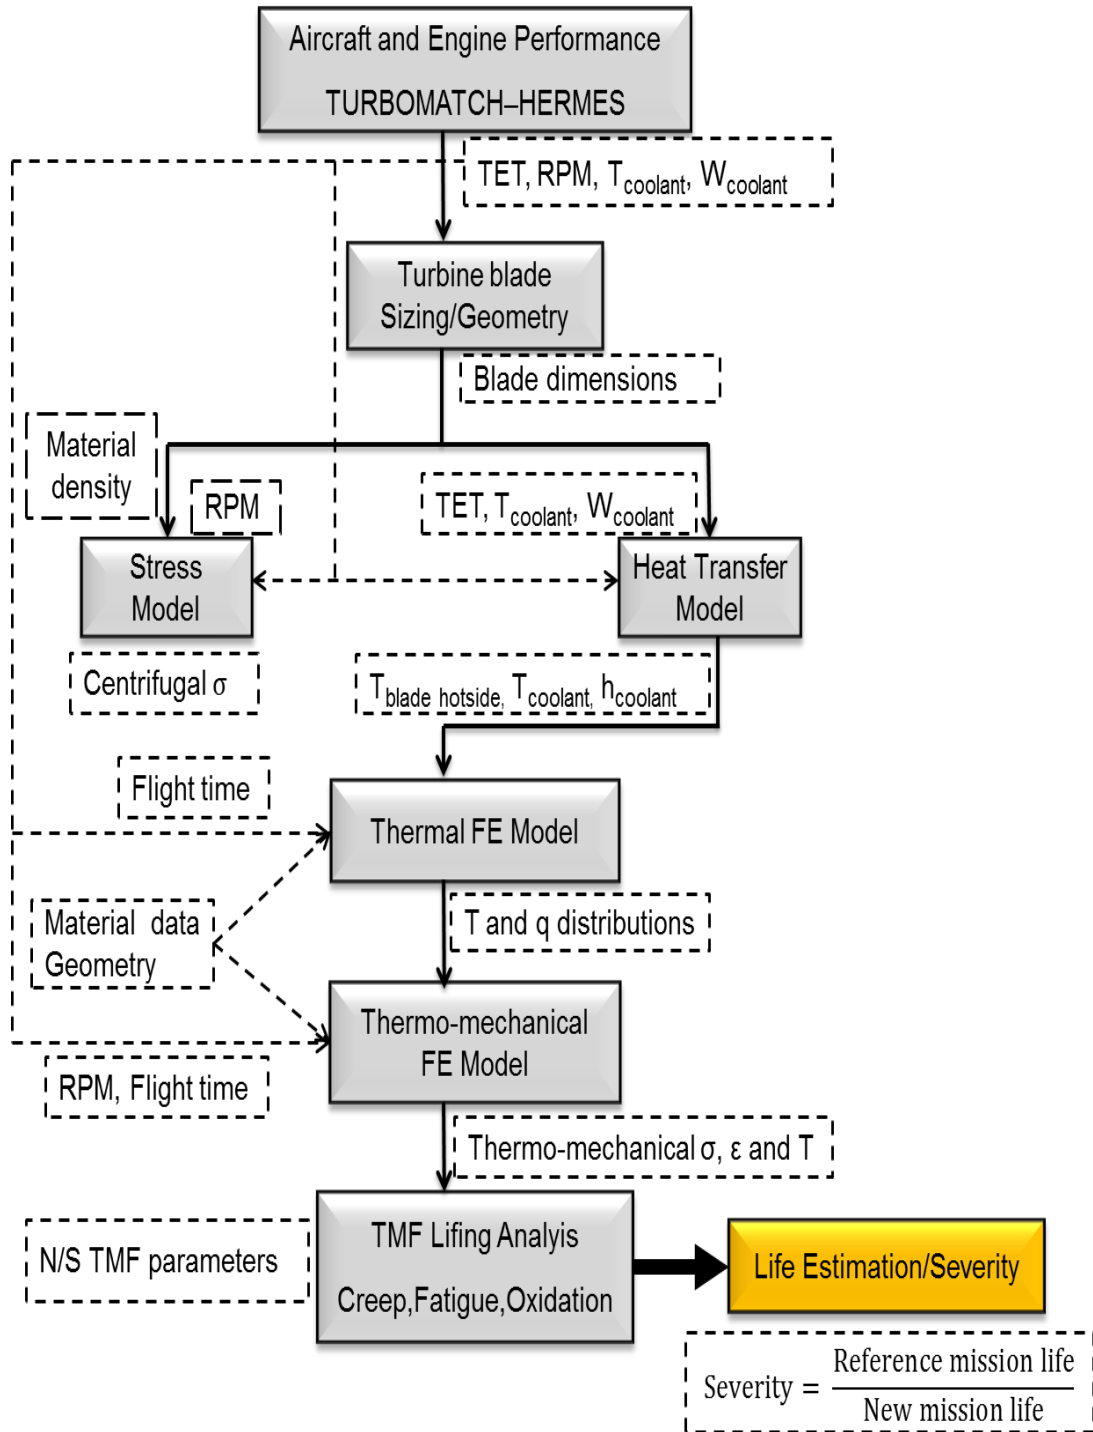 Aircraft and Engine Performance
TURBOMATCH–HERMES
TET, RPM, Tcoolant, Wcoolant
Turbine blade
Sizing/Geometry
Blade dimensions
Material
density
RPM
TET, Tcoolant, Wcoolant
Stress
Model
Heat Transfer
Model
Centrifugal σ
Tblade hotside, Tcoolant, hcoolant
Flight time
Thermal FE Model
Material data
Geometry
T and q distributions
Thermo-mechanical
FE Model
RPM, Flight time
Thermo-mechanical σ, ε and T
N/S TMF parameters
TMF Lifing Analyis
Creep,Fatigue,Oxidation
Life Estimation/Severity
Severity = Reference mission life
New mission life